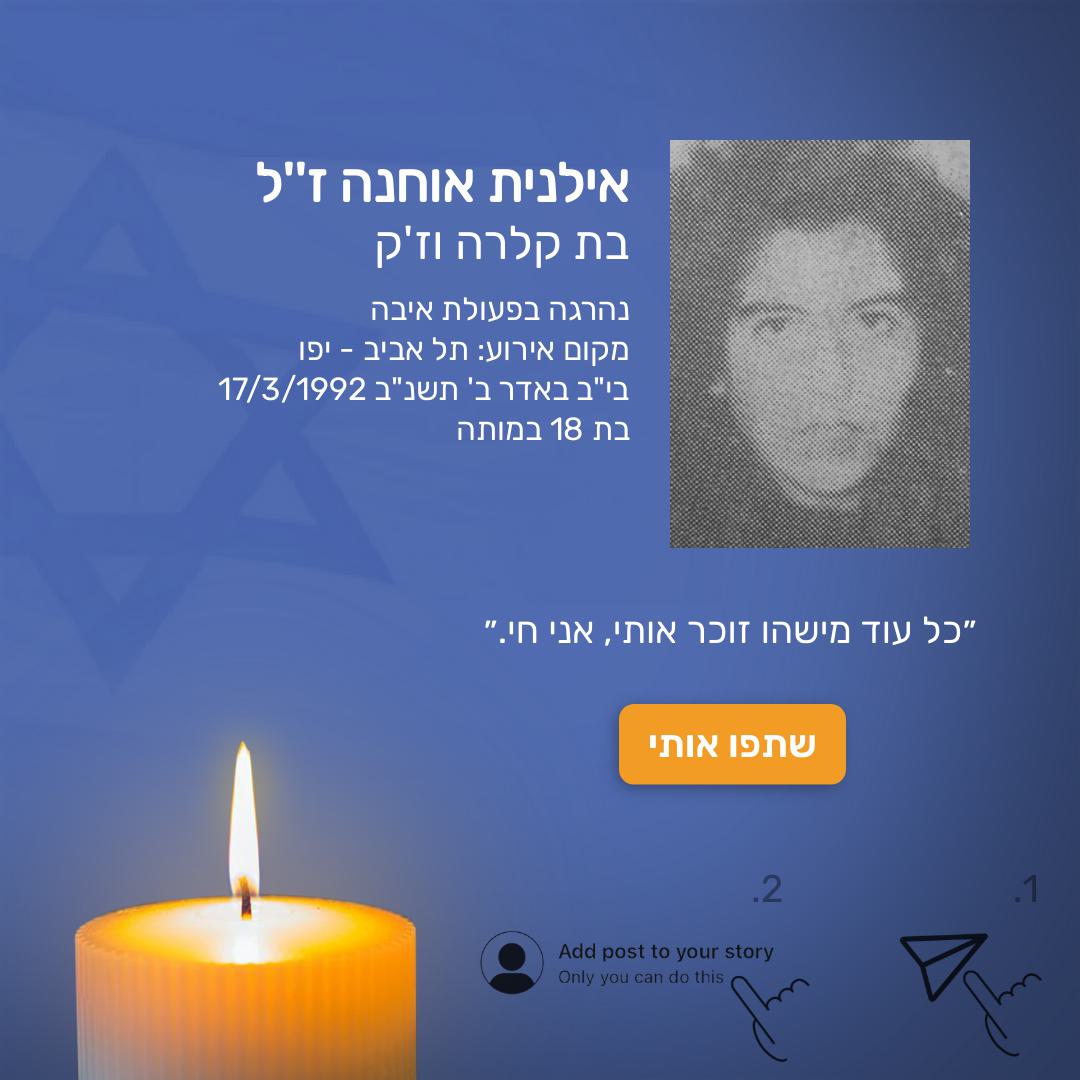 אילנית אוחנה ז"ל
בת קלרה וז'ק
נהרגה בפעולת איבה
מקום אירוע: תל אביב - יפו
בי"ב באדר ב' תשנ"ב 17/3/1992
בת 18 במותה
״כל עוד מישהו זוכר אותי, אני חי.״
שתפו אותי
1.
2.
Add post to your story
Only you can do this